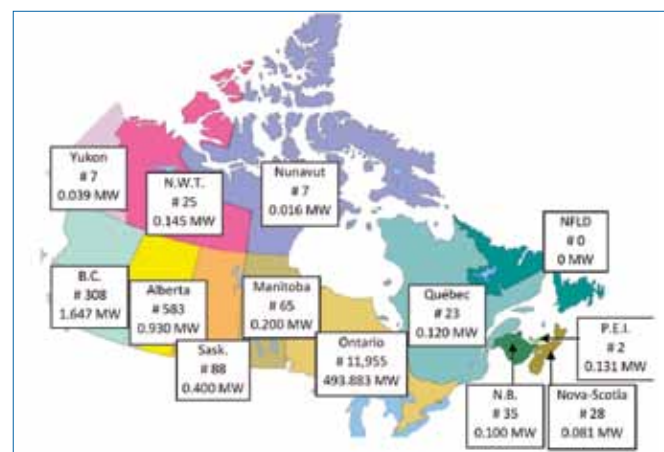 Yukon
# 7
0.039 MW
N.W.T.
# 25
0.145 MW
Nunavut
# 7
0.016 MW
NFLD
# 0
0 MW
B.C.
# 308
1.647 MW
Alberta
# 583
0.930 MW
Sask.
# 88
0.400 MW
Manitoba
# 65
0.200 MW
Ontario
# 11,955
493.883 MW
Québec
# 23
0.120 MW
P.E.I.
# 2
0.131 MW
N.B.
# 35
0.100 MW
Nova-Scotia
# 28
0.081 MW